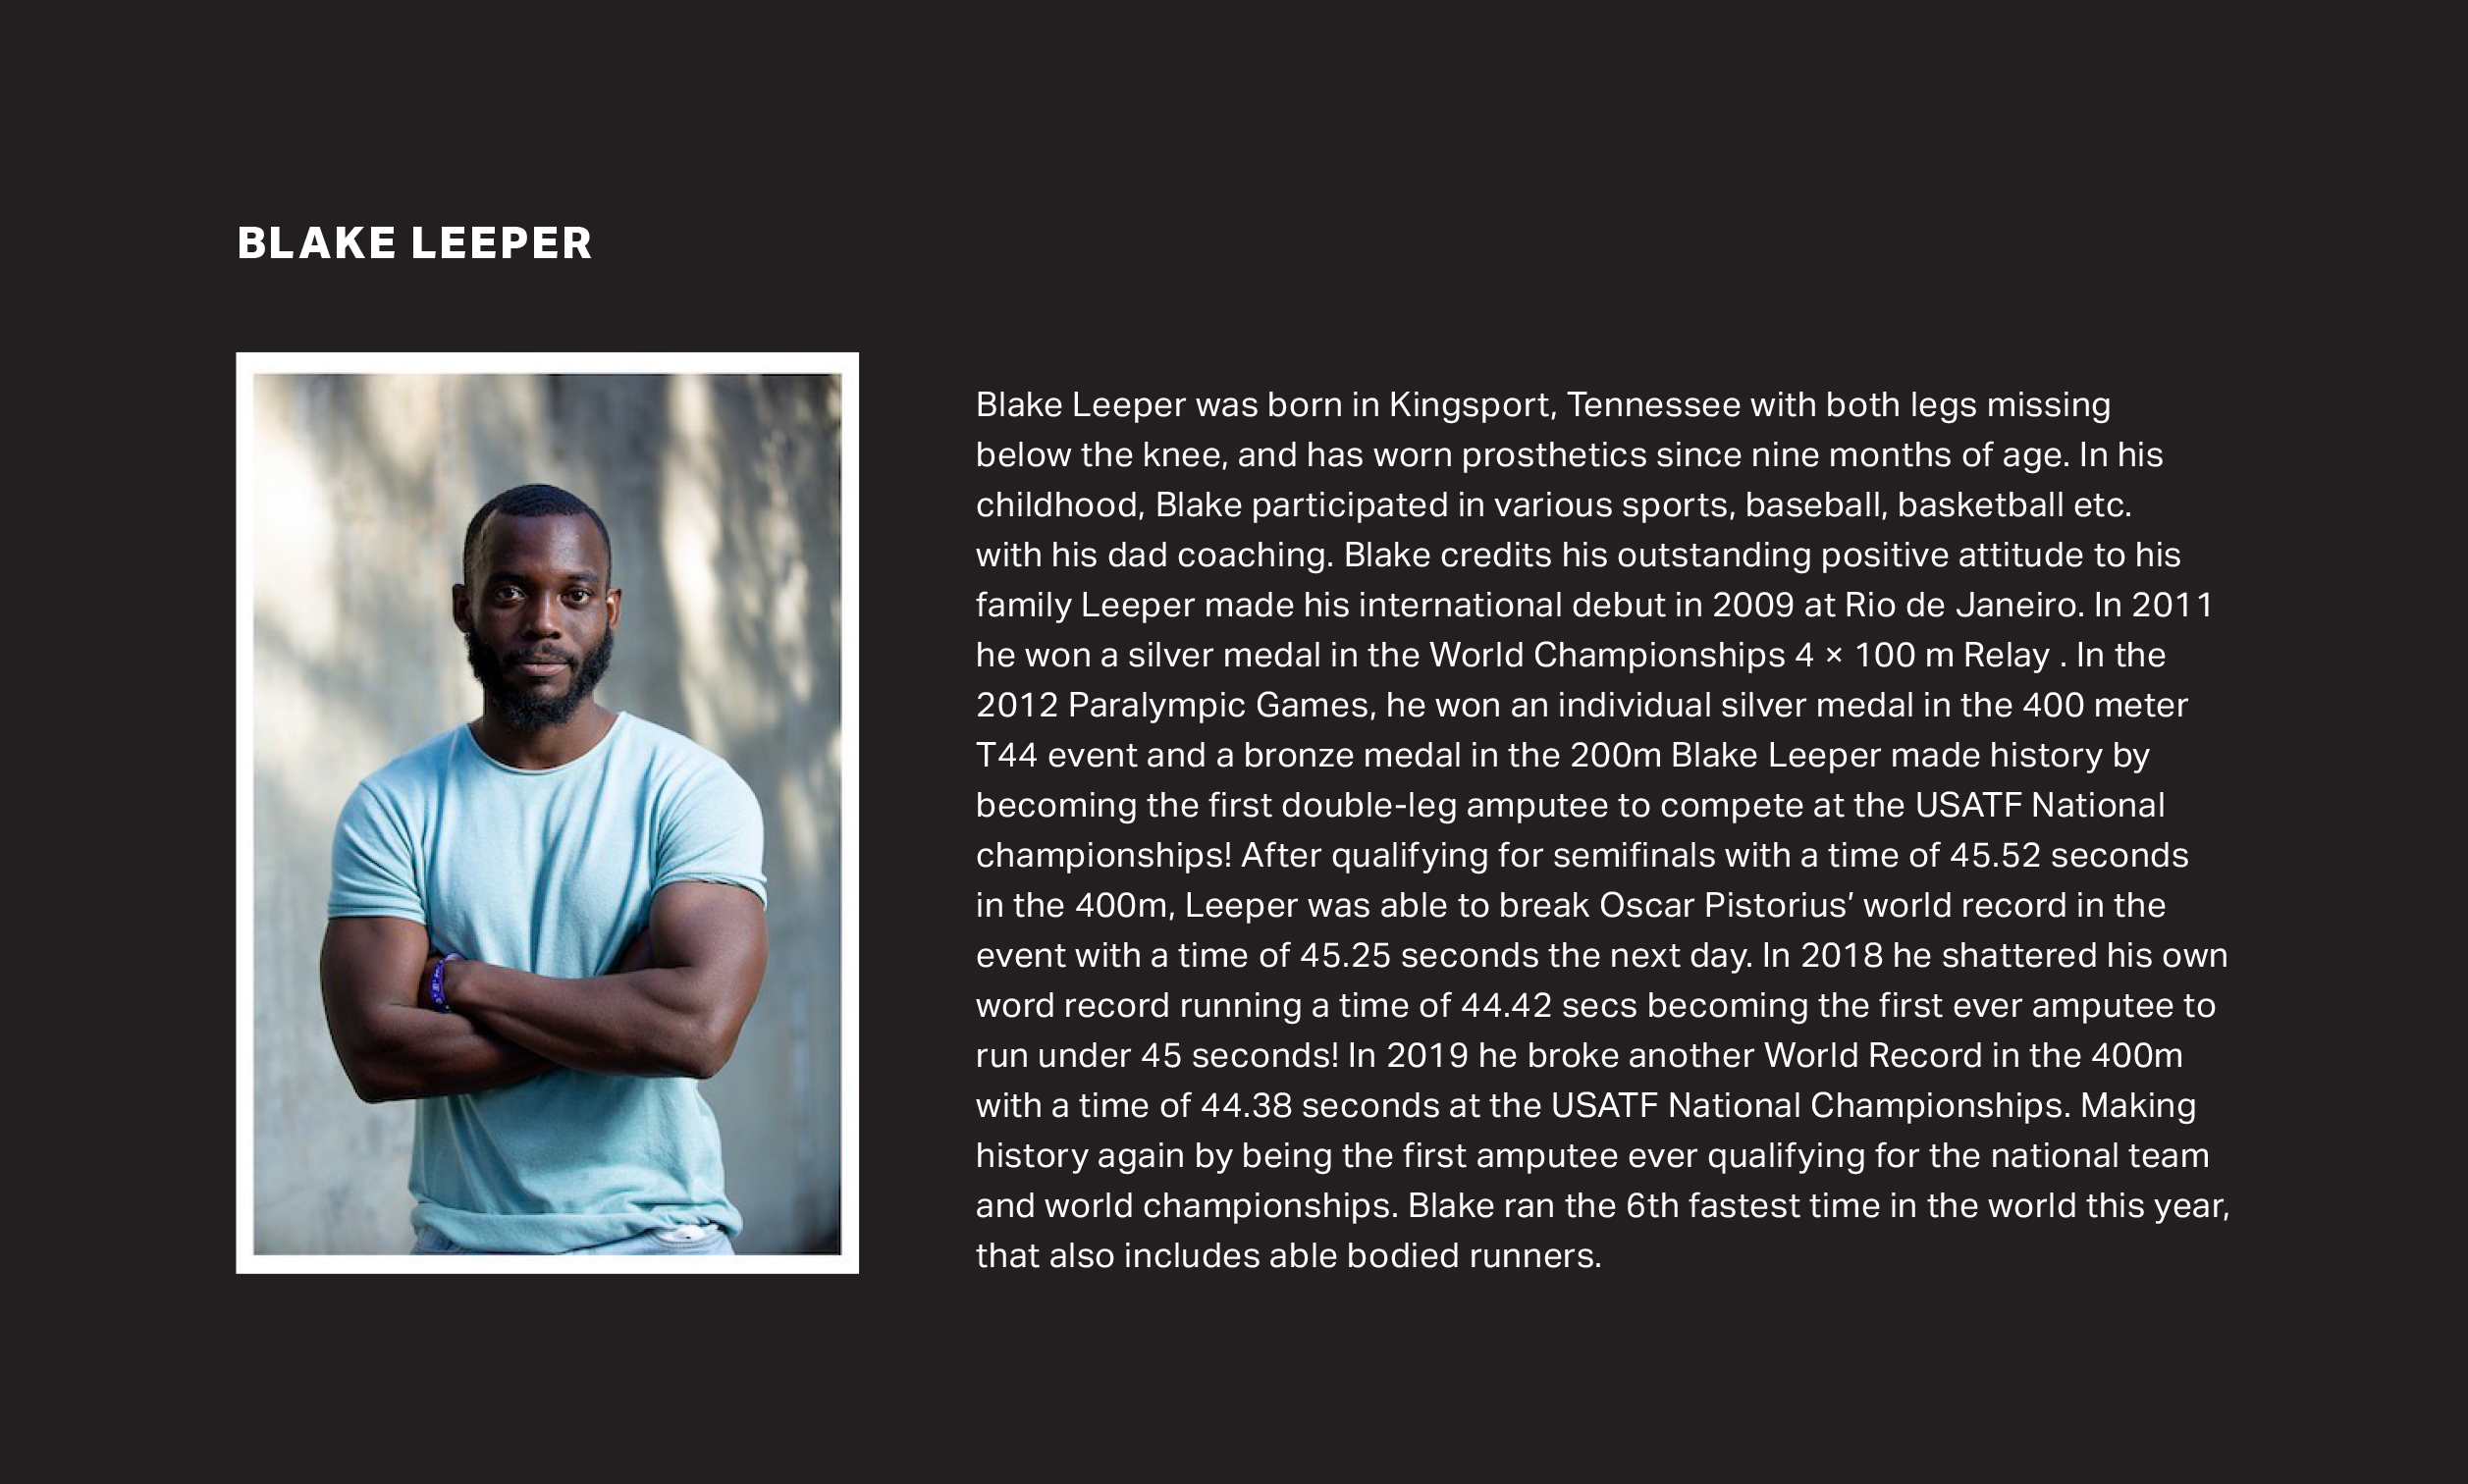 BLAKE LEEPER
Blake Leeper was born in Kingsport, Tennessee with both legs missing
below the knee, and has worn prosthetics since nine months of age. In his
childhood, Blake participated in various sports, baseball, basketball etc.
with his dad coaching. Blake credits his outstanding positive attitude to his
family Leeper made his international debut in 2009 at Rio de Janeiro. In 2011
he won a silver medal in the World Championships 4 × 100 m Relay . In the
2012 Paralympic Games, he won an individual silver medal in the 400 meter
T44 event and a bronze medal in the 200m Blake Leeper made history by
becoming the first double-leg amputee to compete at the USATF National
championships! After qualifying for semifinals with a time of 45.52 seconds
in the 400m, Leeper was able to break Oscar Pistorius’ world record in the
event with a time of 45.25 seconds the next day. In 2018 he shattered his own
word record running a time of 44.42 secs becoming the first ever amputee to
run under 45 seconds! In 2019 he broke another World Record in the 400m
with a time of 44.38 seconds at the USATF National Championships. Making
history again by being the first amputee ever qualifying for the national team
and world championships. Blake ran the 6th fastest time in the world this year,
that also includes able bodied runners.